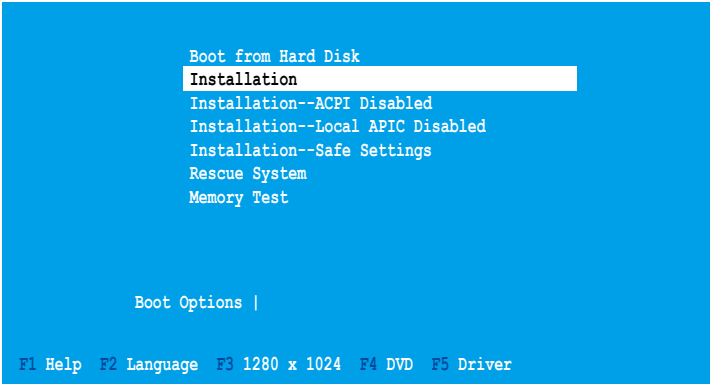 Boot from Hard Disk
Installation
Installation--ACPI Disabled
Installation--Local APIC Disabled
Installation--Safe Settings
Rescue System
Memory Test
Boot Options |
F1 Help F2 Language F3 1280 x 1024 F4 DVD F5 Driver